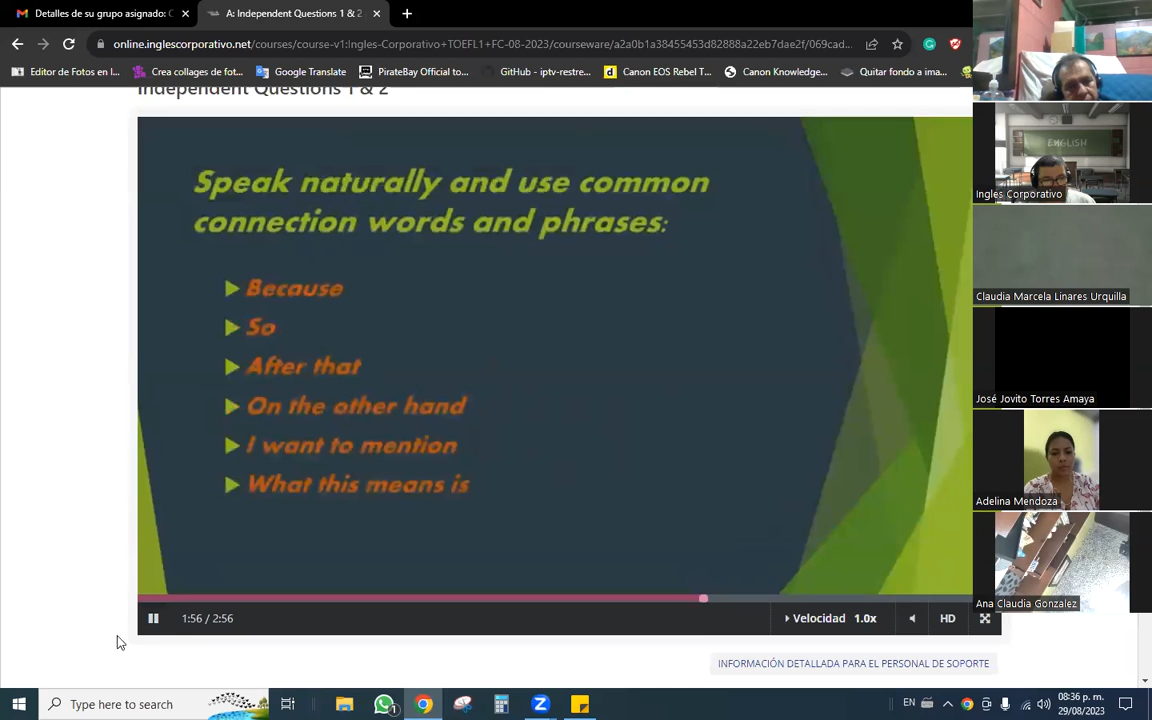 Detalles de su grupo asignado: C
A: Independent Questions 1 & 2
online.inglescorporativo.net/courses/course-v1:Ingles-Corporativo+TOEFL1+FC-08-2023/courseware/a2a0b1a38455453d82888a22eb7dae2f/069cad...
Editor de Fotos en l...
Crea collages de fot...
Google Translate
PirateBay Official to...
GitHub - iptv-restre...
Canon EOS Rebel T...
Canon Knowledge...
Quitar fondo a ima...
Independent Questions 1 & 2
Speak naturally and use common
connection words and phrases:
Because
So
After that
On the other hand
I want to mention
What this means is
1:56 / 2:56
Velocidad 1.0x
HD
INFORMACIÓN DETALLADA PARA EL PERSONAL DE SOPORTE
ENGLISH
Ingles Corporativo
Claudia Marcela Linares Urquilla
José Jovito Torres Amaya
Adelina Mendoza
Ana Claudia Gonzalez
Type here to search
1
EN
08:36 p. m.
29/08/2023